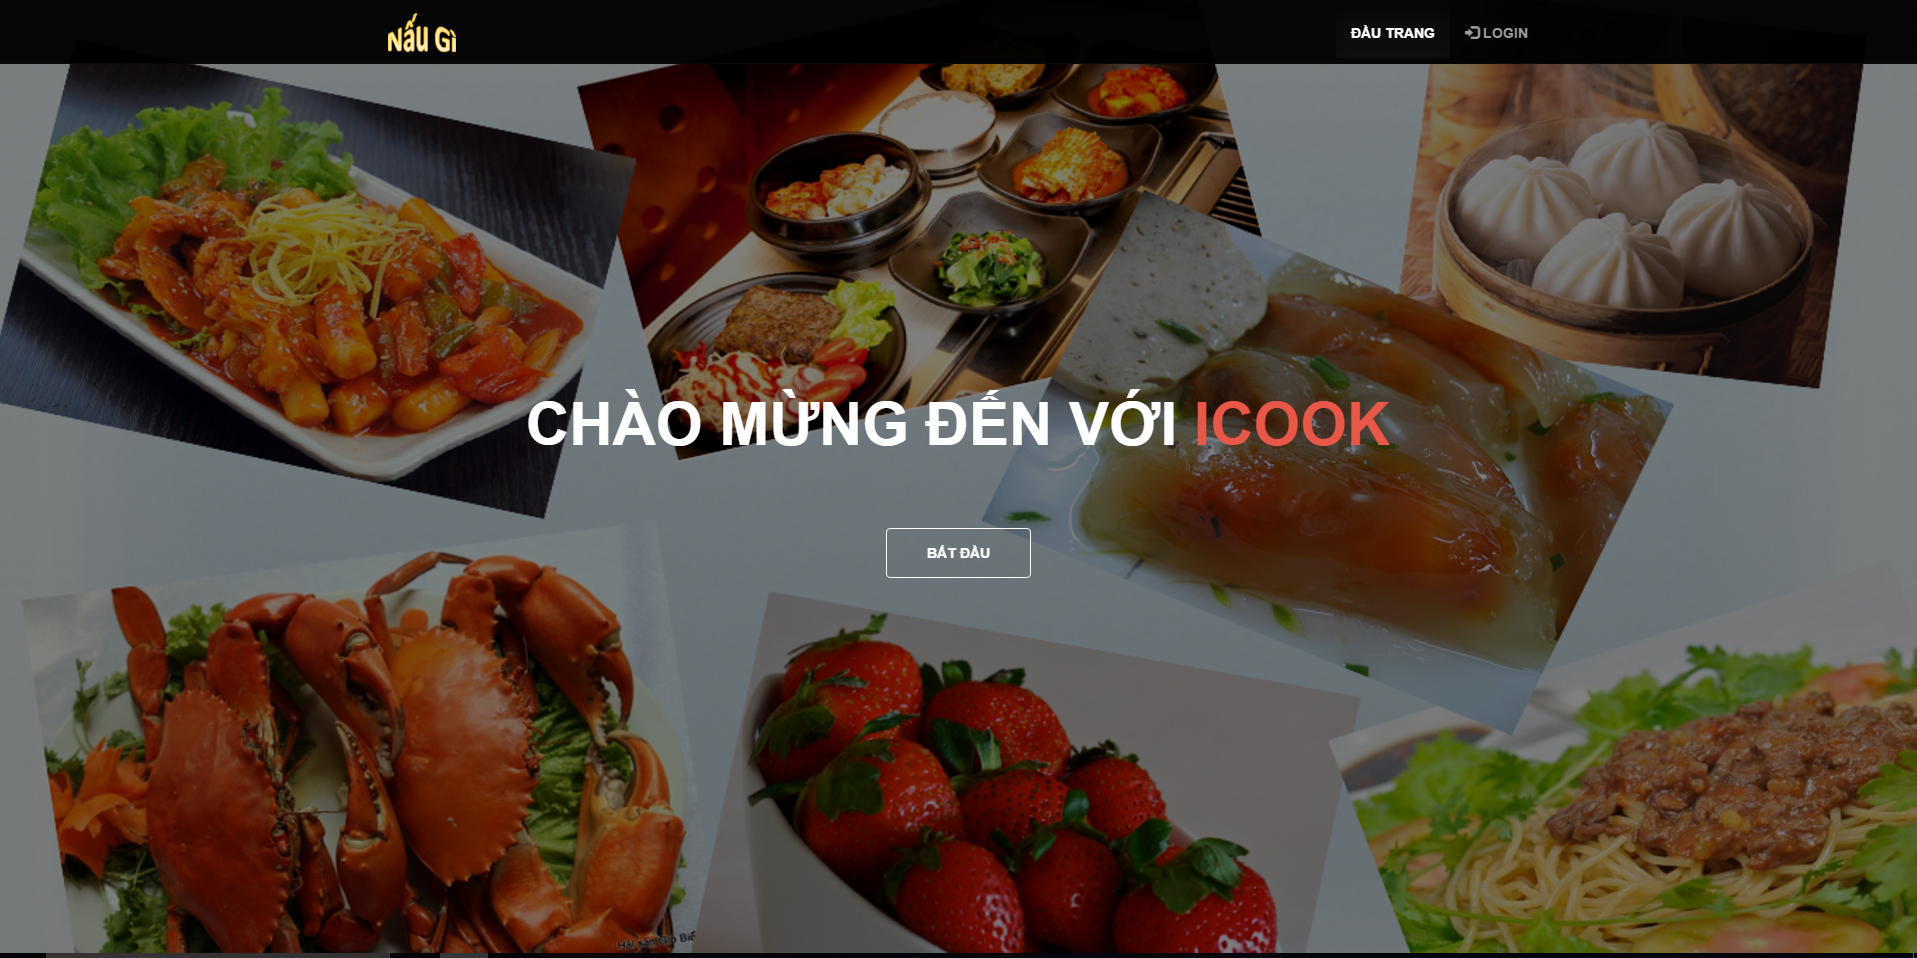 Nấu Gì
ĐẦU TRANG
LOGIN
CHÀO MỪNG ĐẾN VỚI ICOOK
BẮT ĐẦU